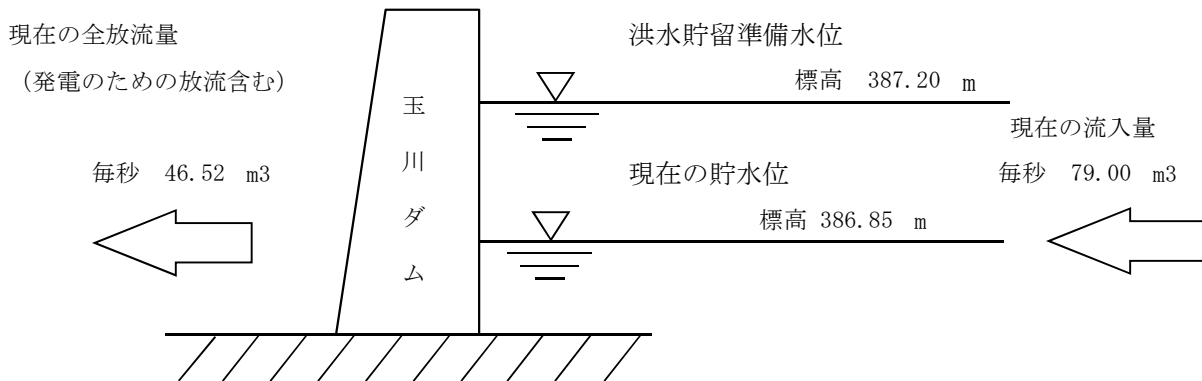 現在の全放流量
(発電のための放流含む)
毎秒 46.52 m3
玉川ダム
洪水貯留準備水位
標高 387.20 m
現在の貯水位
標高 386.85 m
現在の流入量
毎秒 79.00 m3